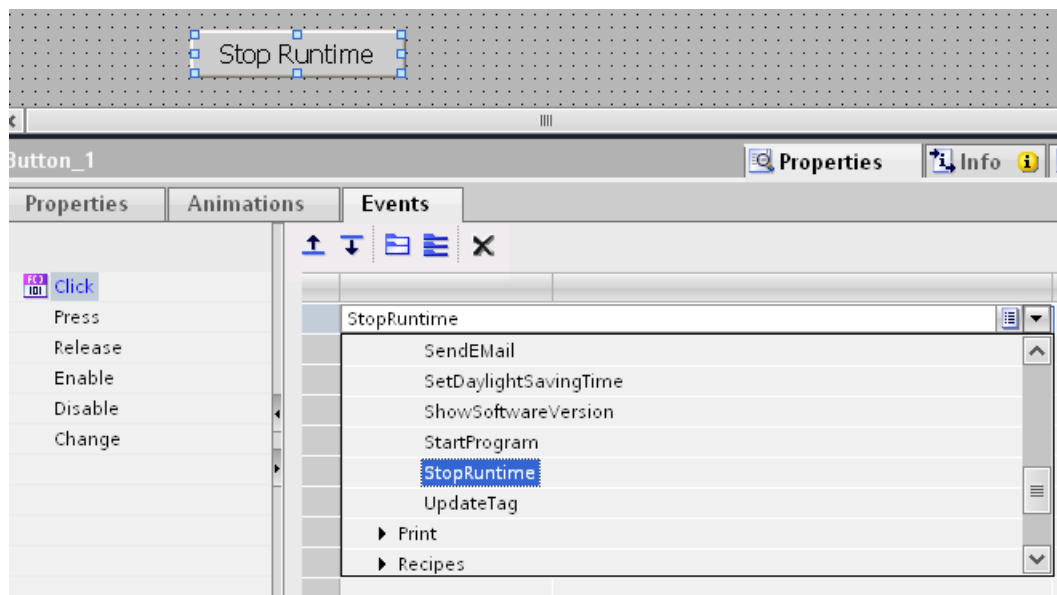 Stop Runtime
Button_1
Properties Info
Properties Animations Events
Click
Press
Release
Enable
Disable
Change
StopRuntime
SendEMail
SetDaylightSavingTime
ShowSoftwareVersion
StartProgram
StopRuntime
UpdateTag
Print
Recipes